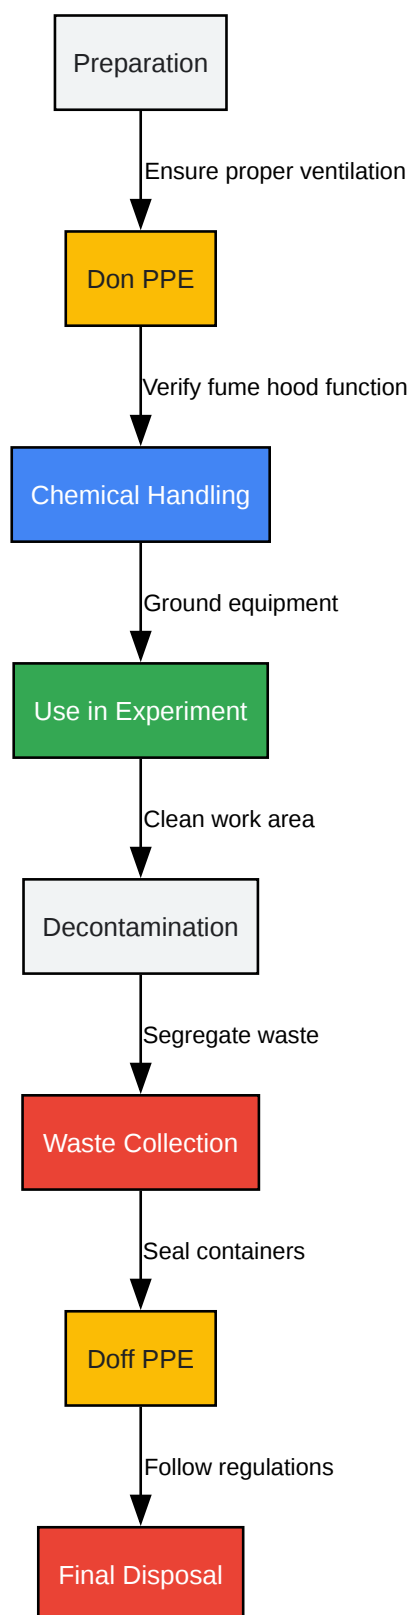 Preparation
Ensure proper ventilation
Don PPE
Verify fume hood function
Chemical Handling
Ground equipment
Use in Experiment
Clean work area
Decontamination
Segregate waste
Waste Collection
Seal containers
Doff PPE
Follow regulations
Final Disposal